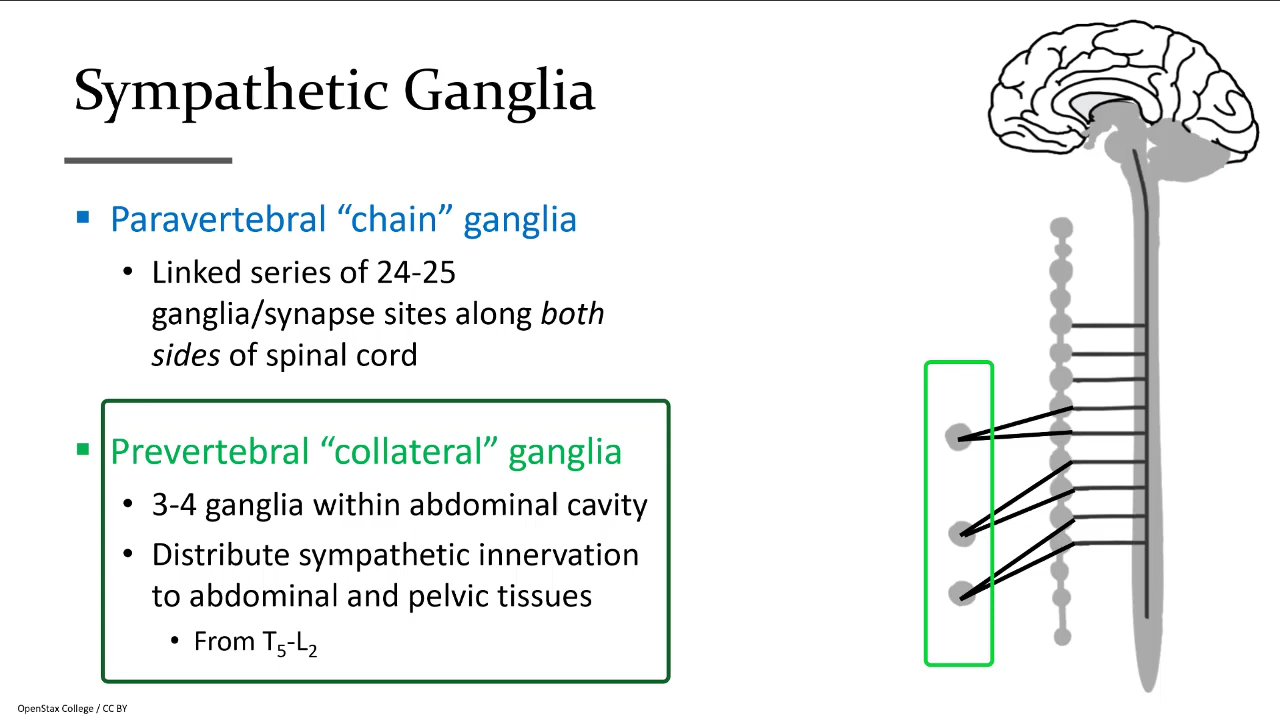 Sympathetic Ganglia
▪ Paravertebral “chain” ganglia
• Linked series of 24-25
ganglia/synapse sites along both
sides of spinal cord
▪ Prevertebral “collateral” ganglia
• 3-4 ganglia within abdominal cavity
• Distribute sympathetic innervation
to abdominal and pelvic tissues
• From T₅-L₂
OpenStax College / CC BY